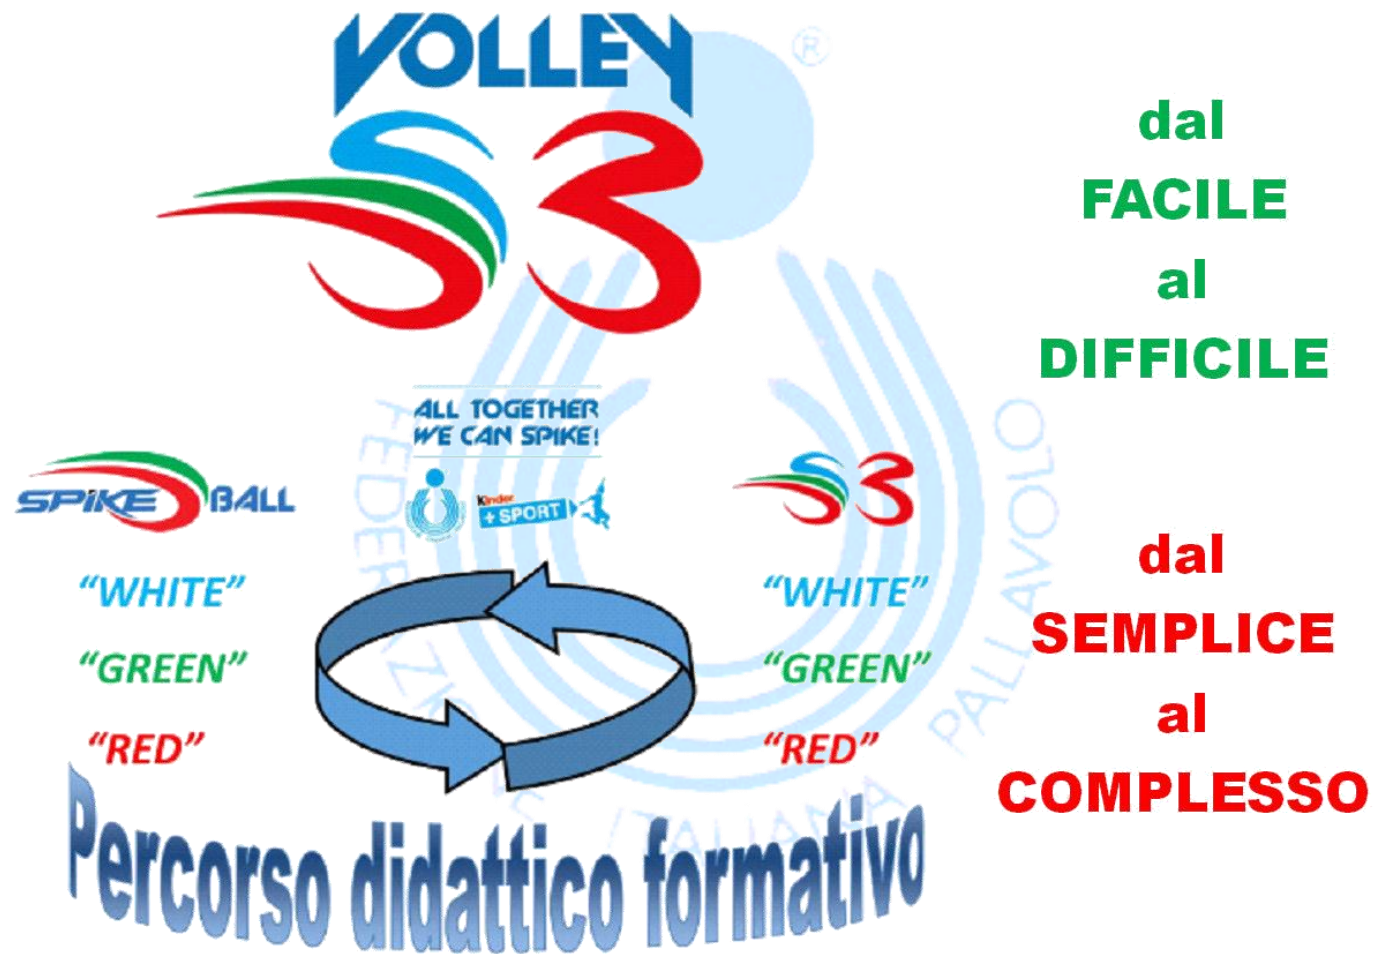 VOLLEY
S3
®
ALL TOGETHER
WE CAN SPIKE!
Kinder
+ SPORT
SPIKE BALL
"WHITE"
"GREEN"
"RED"
S3
"WHITE"
"GREEN"
"RED"
Percorso didattico formativo
dal
FACILE
al
DIFFICILE
dal
SEMPLICE
al
COMPLESSO
FEDERAZIONE ITALIANA PALLAVOLO